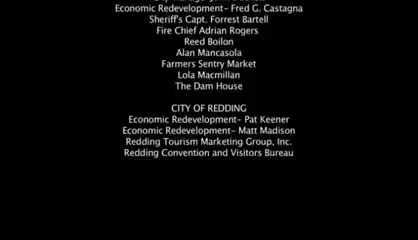 Economic Redevelopment- Fred G. Castagna
Sheriff's Capt. Forrest Bartell
Fire Chief Adrian Rogers
Reed Boilon
Alan Mancasola
Farmers Sentry Market
Lola Macmillan
The Dam House
CITY OF REDDING
Economic Redevelopment- Pat Keener
Economic Redevelopment- Matt Madison
Redding Tourism Marketing Group, Inc.
Redding Convention and Visitors Bureau